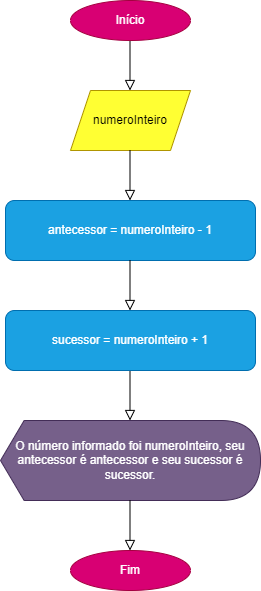 Início
numeroInteiro
antecessor = numeroInteiro - 1
sucessor = numeroInteiro + 1
O número informado foi numeroInteiro, seu
antecessor é antecessor e seu sucessor é
sucessor.
Fim